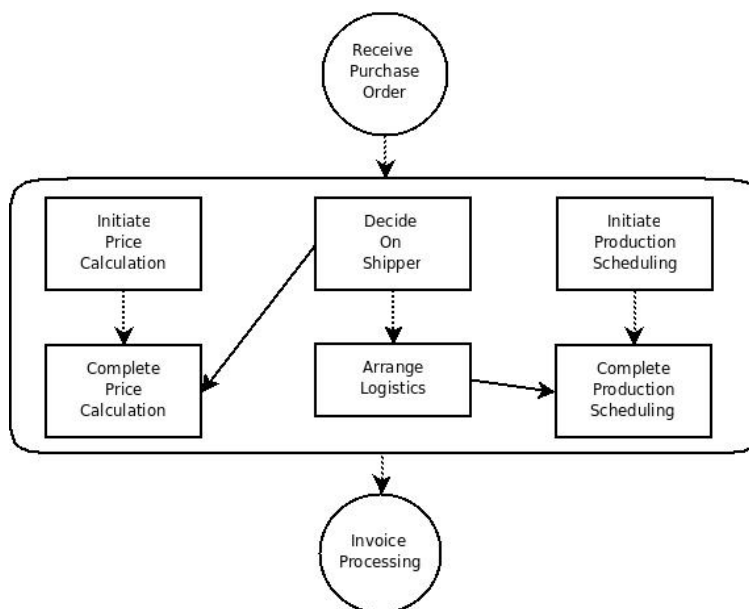 Receive
Purchase
Order
Initiate
Price
Calculation
Decide
On
Shipper
Initiate
Production
Scheduling
Complete
Price
Calculation
Arrange
Logistics
Complete
Production
Scheduling
Invoice
Processing